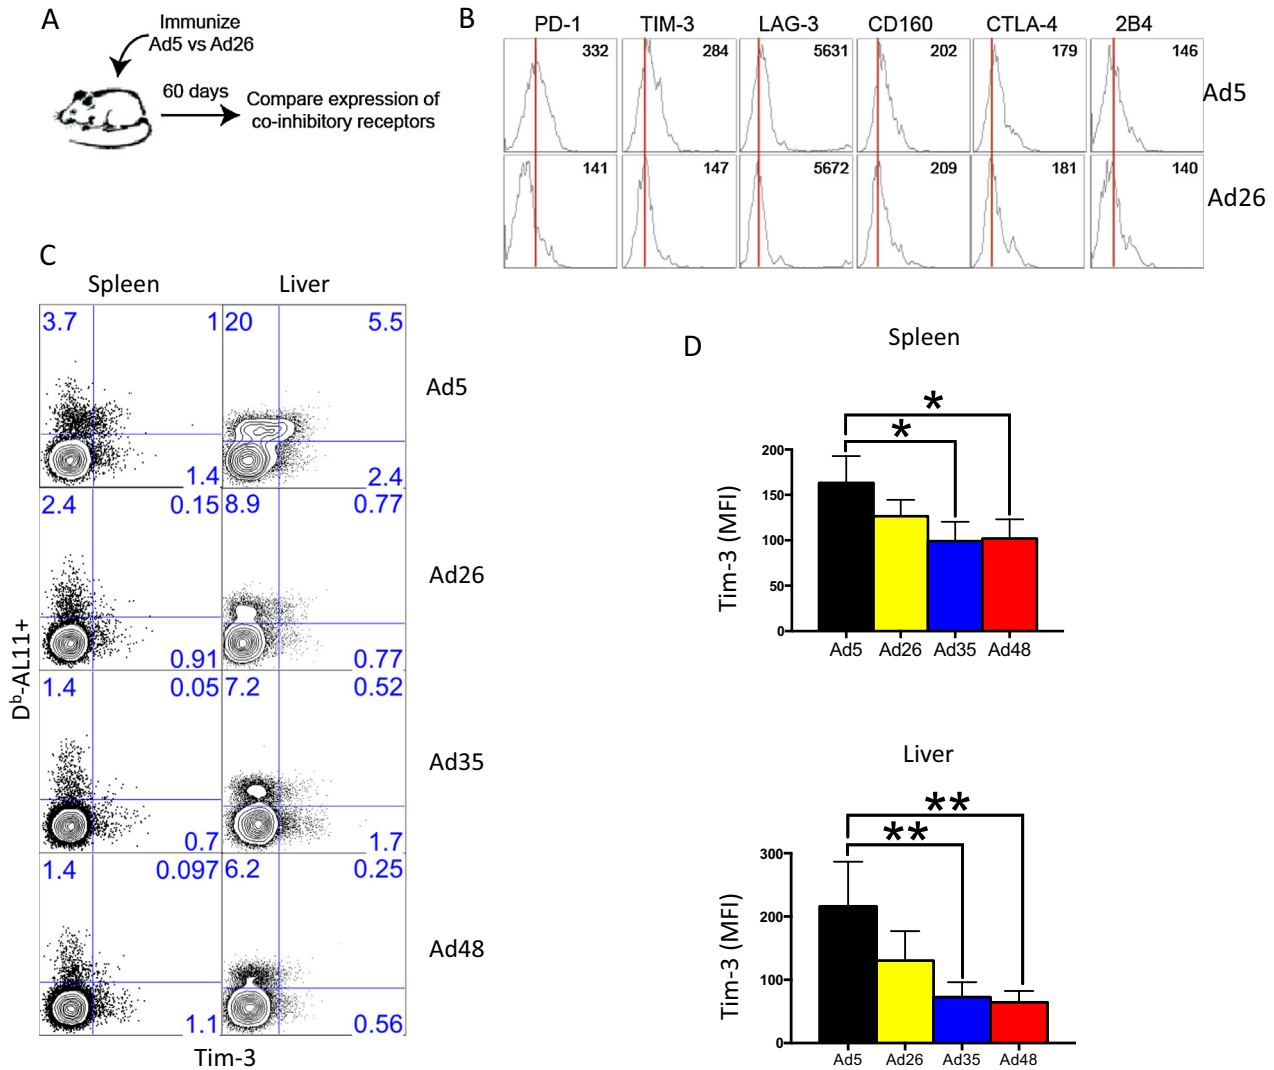 A
Immunize
Ad5 vs Ad26
60 days
Compare expression of
co-inhibitory receptors
B
PD-1 TIM-3 LAG-3 CD160 CTLA-4 2B4
332 284 5631 202 179 146
Ad5
141 147 5672 209 181 140
Ad26
C
Spleen Liver
3.7 1 20 5.5
Ad5
1.4 2.4
2.4 0.15 8.9 0.77
Ad26
0.91 0.77
1.4 0.05 7.2 0.52
Ad35
0.7 1.7
1.4 0.097 6.2 0.25
Ad48
1.1 0.56
Dᵇ-AL11+
Tim-3
D
Spleen
*
*
Tim-3 (MFI)
200
150
100
50
0
Ad5 Ad26 Ad35 Ad48
Liver
**
**
Tim-3 (MFI)
300
200
100
0
Ad5 Ad26 Ad35 Ad48